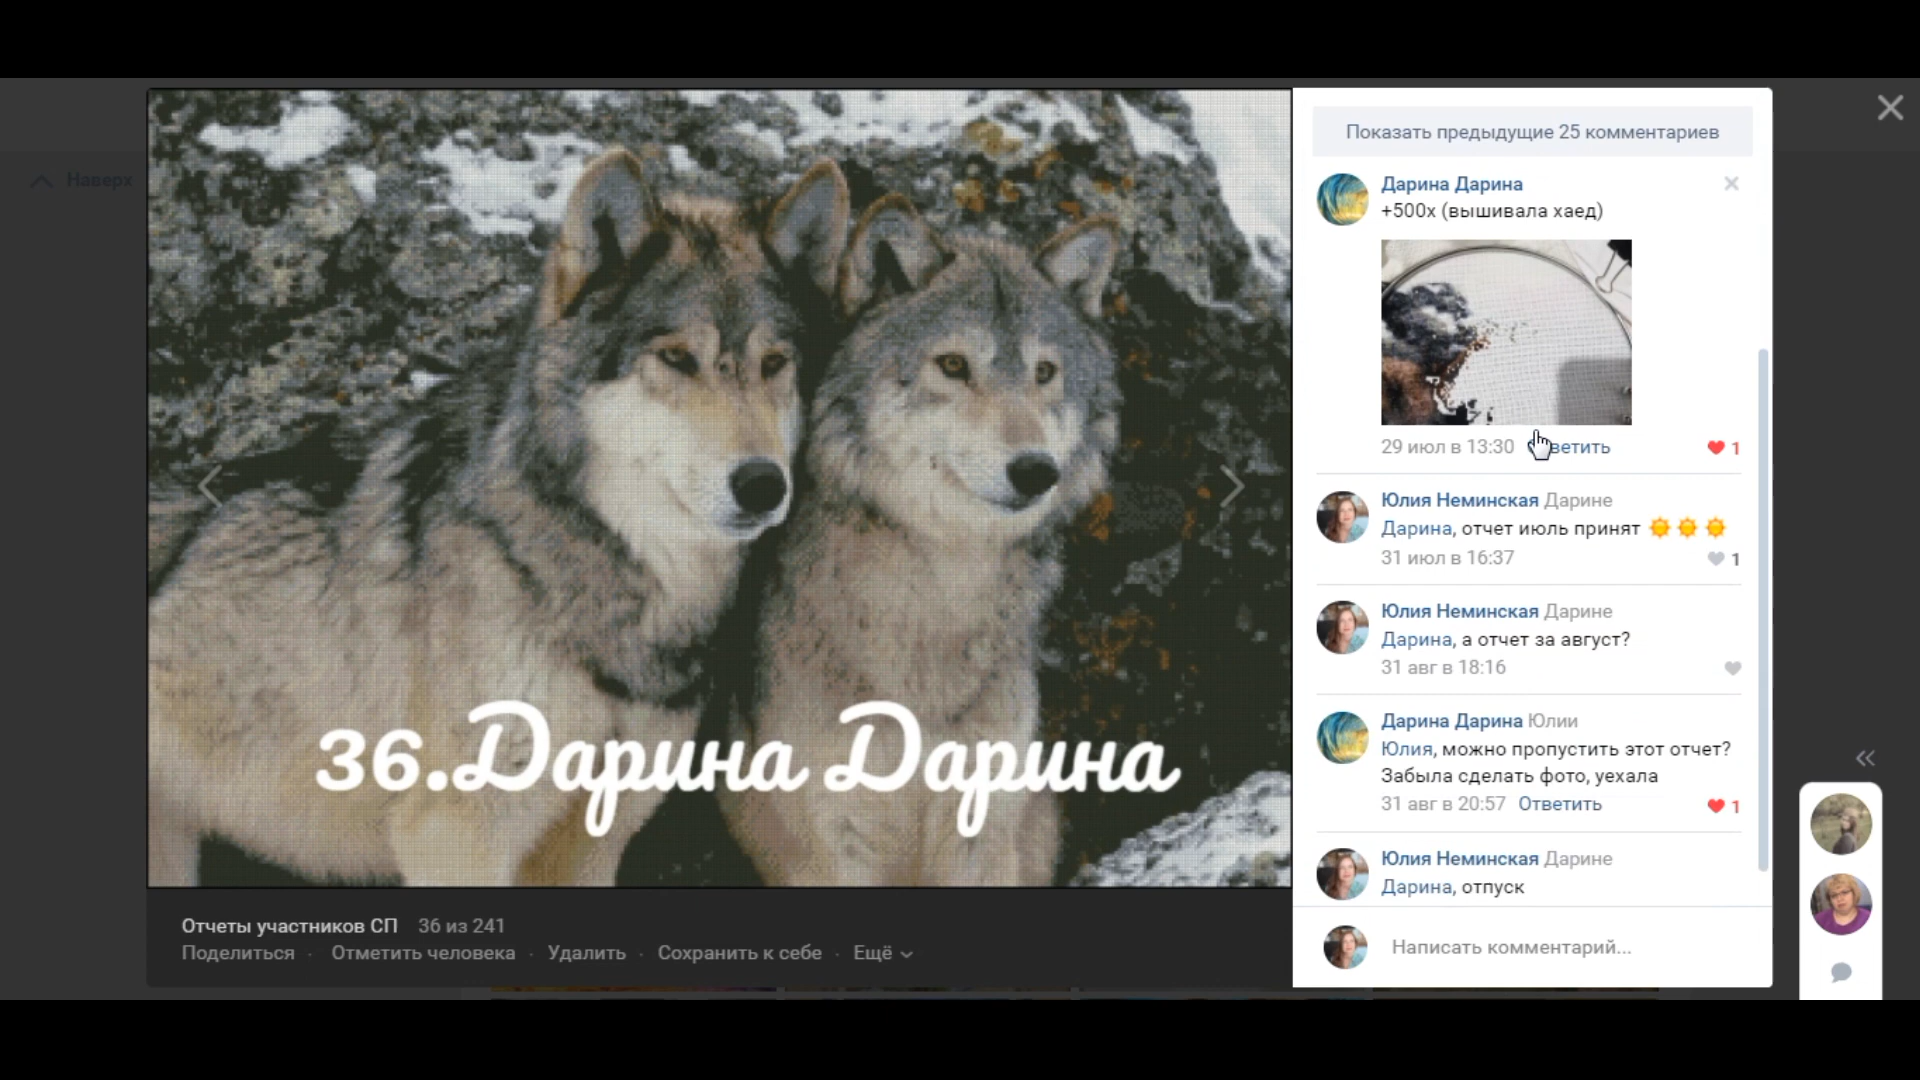 Наверх
36.Дарина Дарина
Отчеты участников СП 36 из 241
Поделиться · Отметить человека · Удалить · Сохранить к себе · Ещё
Показать предыдущие 25 комментариев
Дарина Дарина
+500х (вышивала хаед)
29 июл в 13:30 ветить
1
Юлия Неминская Дарине
Дарина, отчет июль принят
31 июл в 16:37
1
Юлия Неминская Дарине
Дарина, а отчет за август?
31 авг в 18:16
Дарина Дарина Юлии
Юлия, можно пропустить этот отчет?
Забыла сделать фото, уехала
31 авг в 20:57 Ответить
1
Юлия Неминская Дарине
Дарина, отпуск
Написать комментарий...